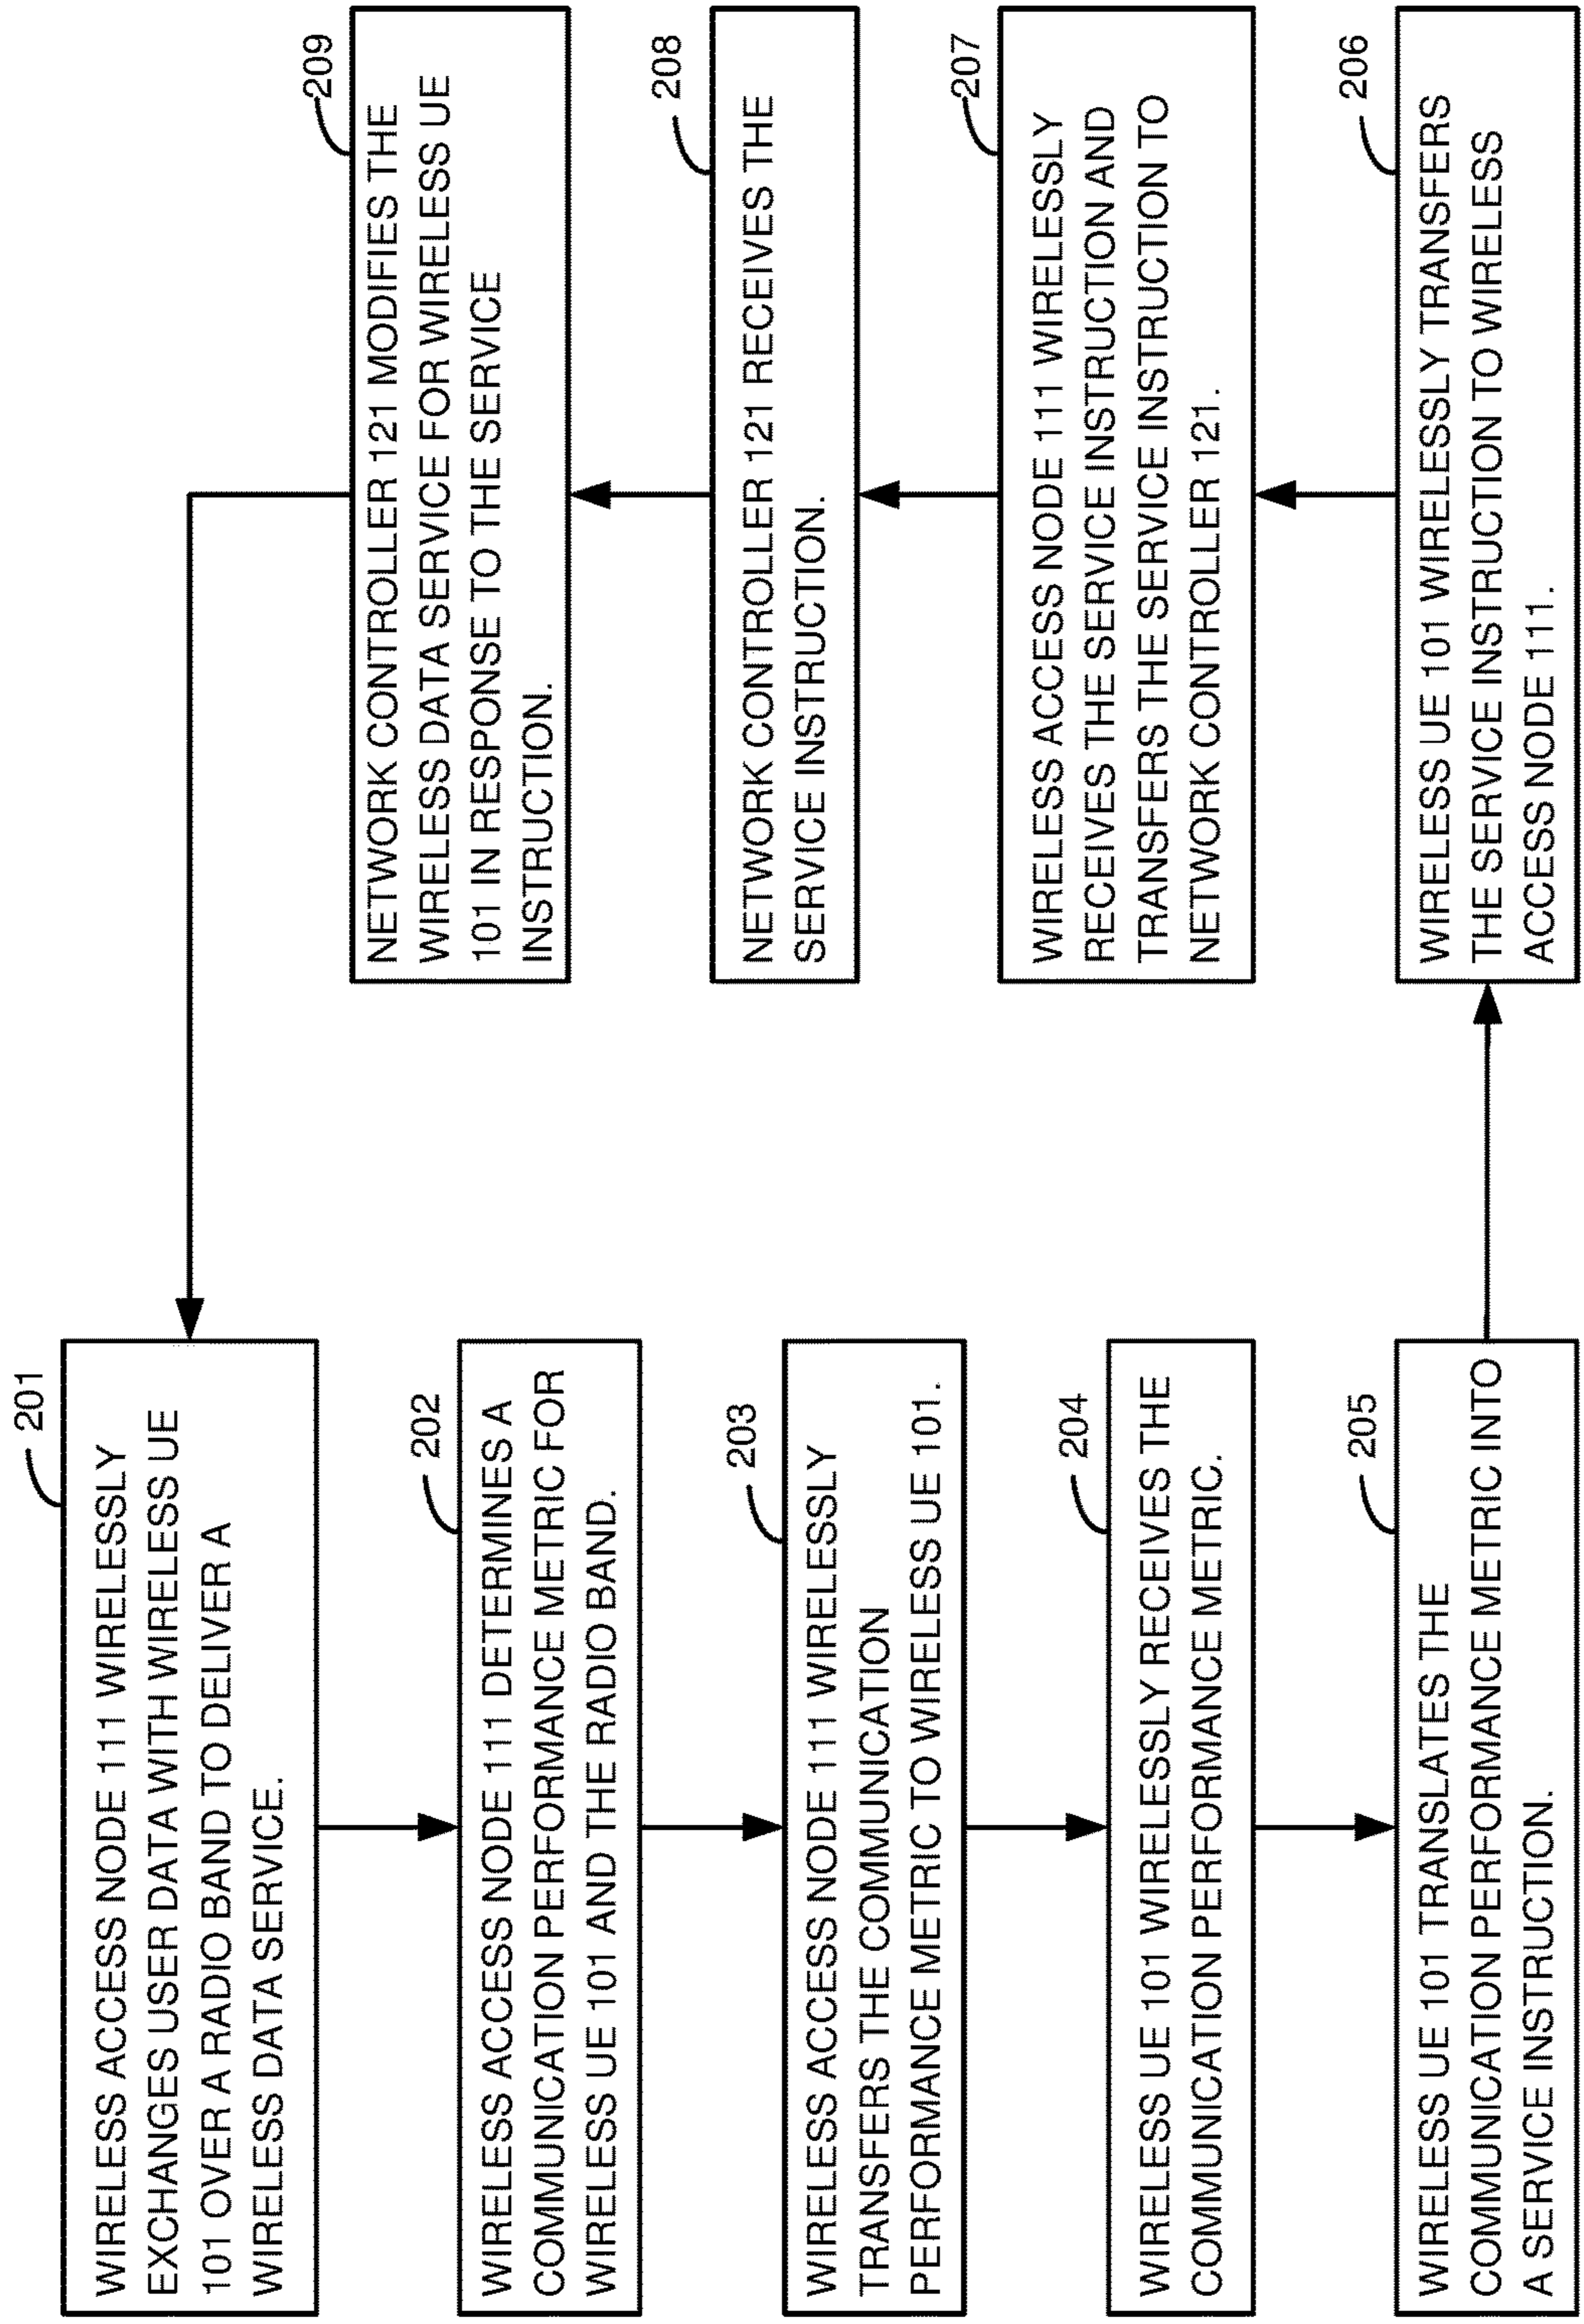 201
WIRELESS ACCESS NODE 111 WIRELESSLY
EXCHANGES USER DATA WITH WIRELESS UE
101 OVER A RADIO BAND TO DELIVER A
WIRELESS DATA SERVICE.
202
WIRELESS ACCESS NODE 111 DETERMINES A
COMMUNICATION PERFORMANCE METRIC FOR
WIRELESS UE 101 AND THE RADIO BAND.
203
WIRELESS ACCESS NODE 111 WIRELESSLY
TRANSFERS THE COMMUNICATION
PERFORMANCE METRIC TO WIRELESS UE 101.
204
WIRELESS UE 101 WIRELESSLY RECEIVES THE
COMMUNICATION PERFORMANCE METRIC.
205
WIRELESS UE 101 TRANSLATES THE
COMMUNICATION PERFORMANCE METRIC INTO
A SERVICE INSTRUCTION.
206
WIRELESS UE 101 WIRELESSLY TRANSFERS
THE SERVICE INSTRUCTION TO WIRELESS
ACCESS NODE 111.
207
WIRELESS ACCESS NODE 111 WIRELESSLY
RECEIVES THE SERVICE INSTRUCTION AND
TRANSFERS THE SERVICE INSTRUCTION TO
NETWORK CONTROLLER 121.
208
NETWORK CONTROLLER 121 RECEIVES THE
SERVICE INSTRUCTION.
209
NETWORK CONTROLLER 121 MODIFIES THE
WIRELESS DATA SERVICE FOR WIRELESS UE
101 IN RESPONSE TO THE SERVICE
INSTRUCTION.